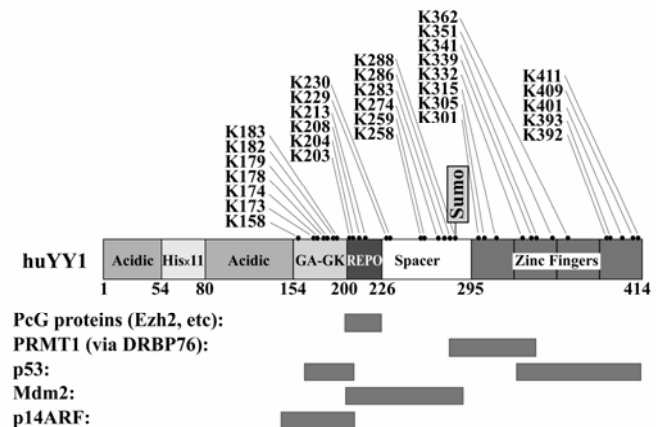 K362
K351
K341
K339
K332
K315
K305
K301
K288
K286
K283
K274
K259
K258
K411
K409
K401
K393
K392
K230
K229
K213
K208
K204
K203
K183
K182
K179
K178
K174
K173
K158
Sumo
huYY1 Acidic Hisx11 Acidic GA-GK REPO Spacer Zinc Fingers
1 54 80 154 200 226 295 414
PcG proteins (Ezh2, etc):
PRMT1 (via DRBP76):
p53:
Mdm2:
p14ARF: